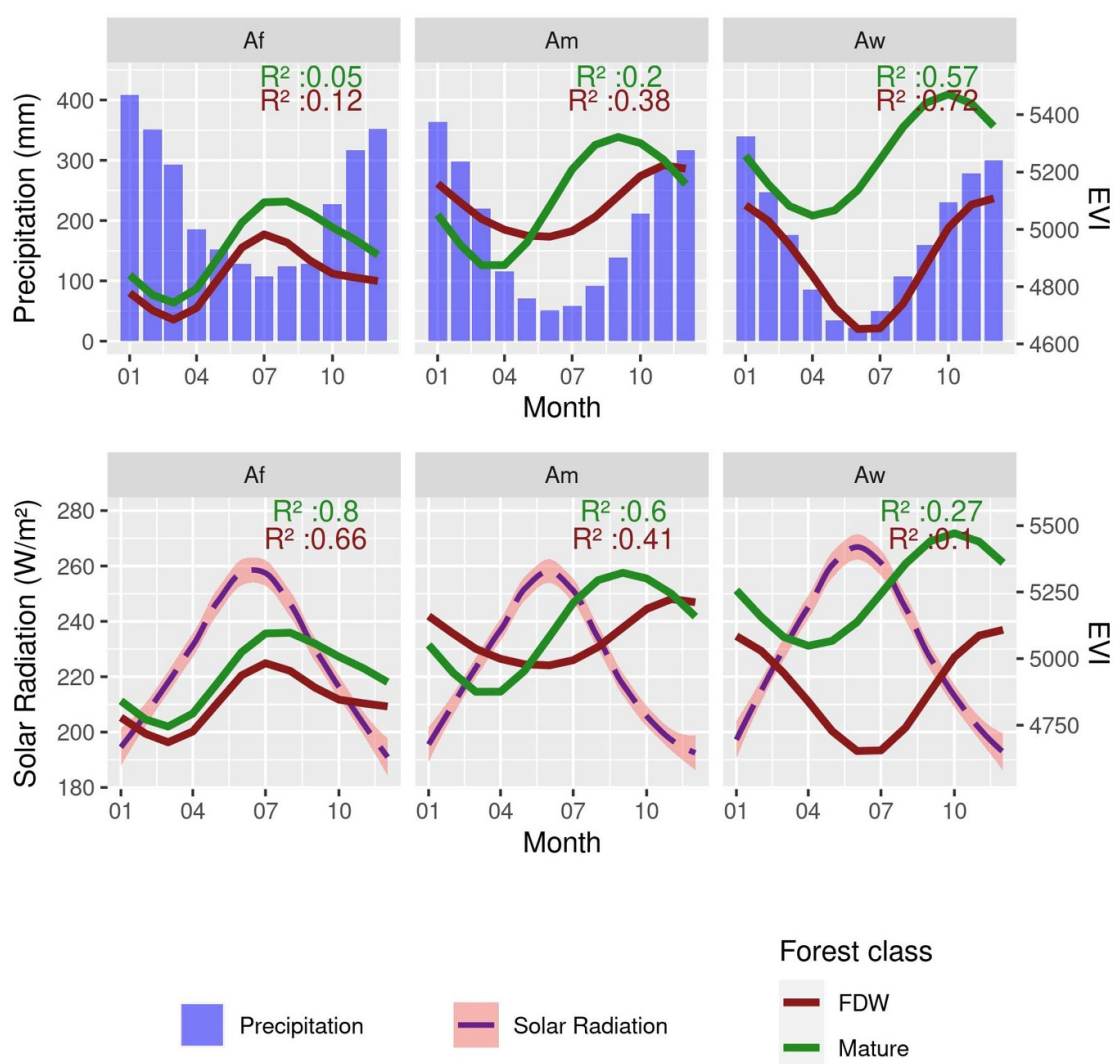 Af Am Aw
R² :0.05 R² :0.2 R² :0.57
R² :0.12 R² :0.38 R² :0.72
Precipitation (mm)
400
300
200
100
0
EVI
5400
5200
5000
4800
4600
01 04 07 10 01 04 07 10 01 04 07 10
Month
Af Am Aw
R² :0.8 R² :0.6 R² :0.27
R² :0.66 R² :0.41 R² :0.1
Solar Radiation (W/m²)
280
260
240
220
200
180
EVI
5500
5250
5000
4750
01 04 07 10 01 04 07 10 01 04 07 10
Month
Forest class
Precipitation
Solar Radiation
FDW
Mature